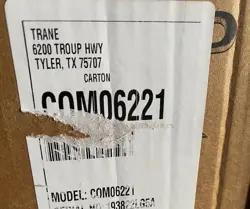 TRANE
6200 TROUP HWY
TYLER, TX 75707
CARTON
COM06221
MODEL: COM06221